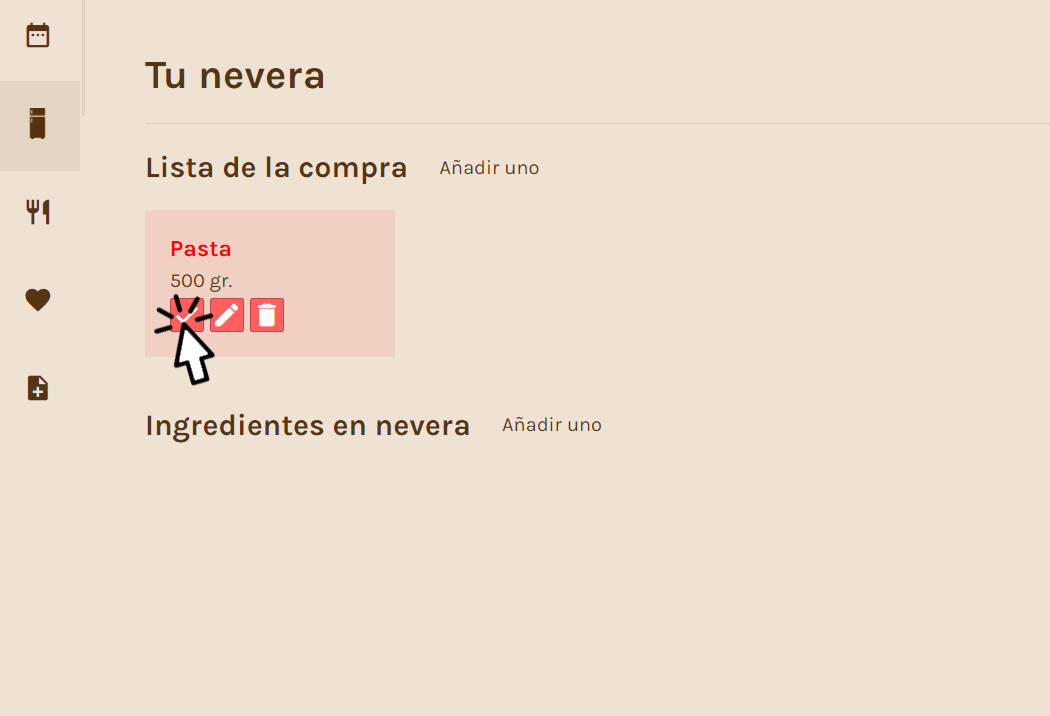 Tu nevera
Lista de la compra Añadir uno
Pasta
500 gr.
Ingredientes en nevera Añadir uno